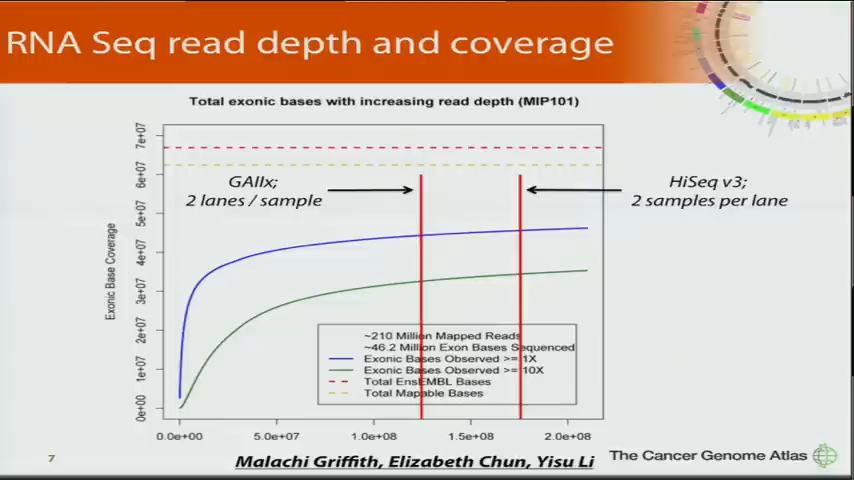 RNA Seq read depth and coverage
Total exonic bases with increasing read depth (MIP101)
Exonic Base Coverage
7e+07
6e+07
5e+07
4e+07
3e+07
2e+07
1e+07
0e+00
GAIIx;
2 lanes / sample
HiSeq v3;
2 samples per lane
~210 Million Mapped Reads
~46.2 Million Exon Bases Sequenced
Exonic Bases Observed >= 1X
Exonic Bases Observed >= 10X
Total EnsEMBL Bases
Total Mapable Bases
0.0e+00 5.0e+07 1.0e+08 1.5e+08 2.0e+08
7
Malachi Griffith, Elizabeth Chun, Yisu Li
The Cancer Genome Atlas